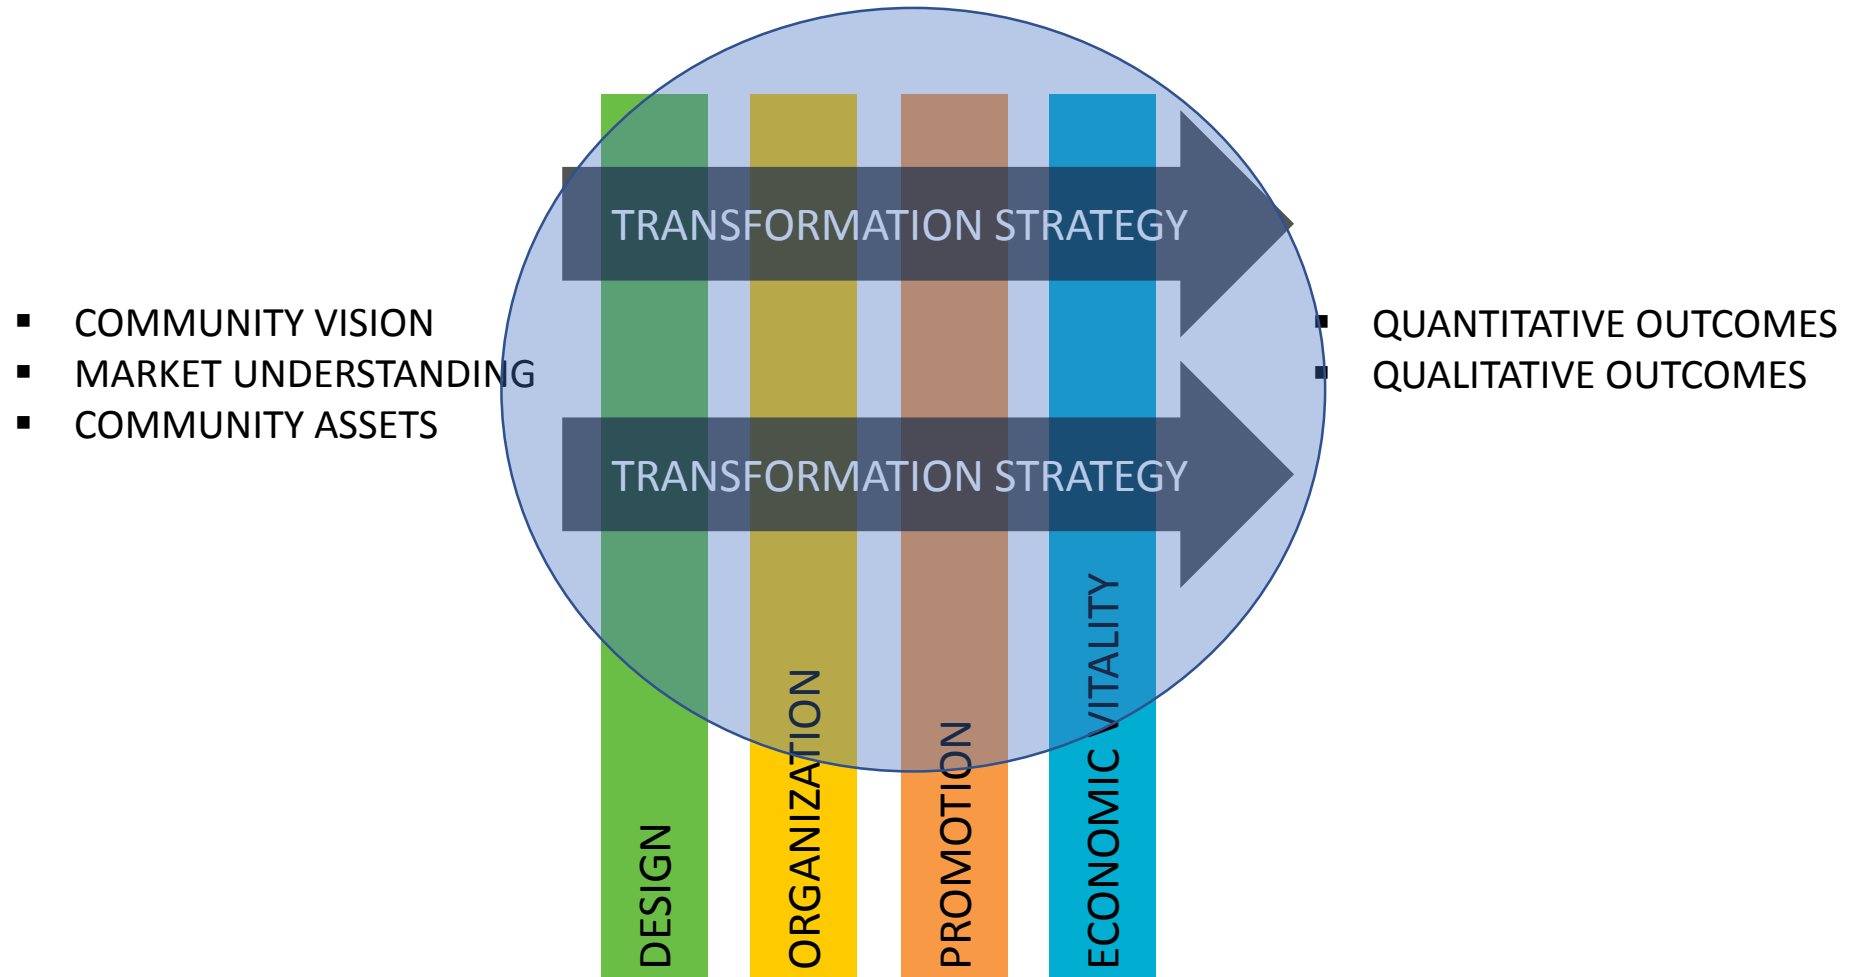 TRANSFORMATION STRATEGY
▪ COMMUNITY VISION
▪ MARKET UNDERSTANDING
▪ COMMUNITY ASSETS
▪ QUANTITATIVE OUTCOMES
▪ QUALITATIVE OUTCOMES
TRANSFORMATION STRATEGY
DESIGN
ORGANIZATION
PROMOTION
ECONOMIC VITALITY